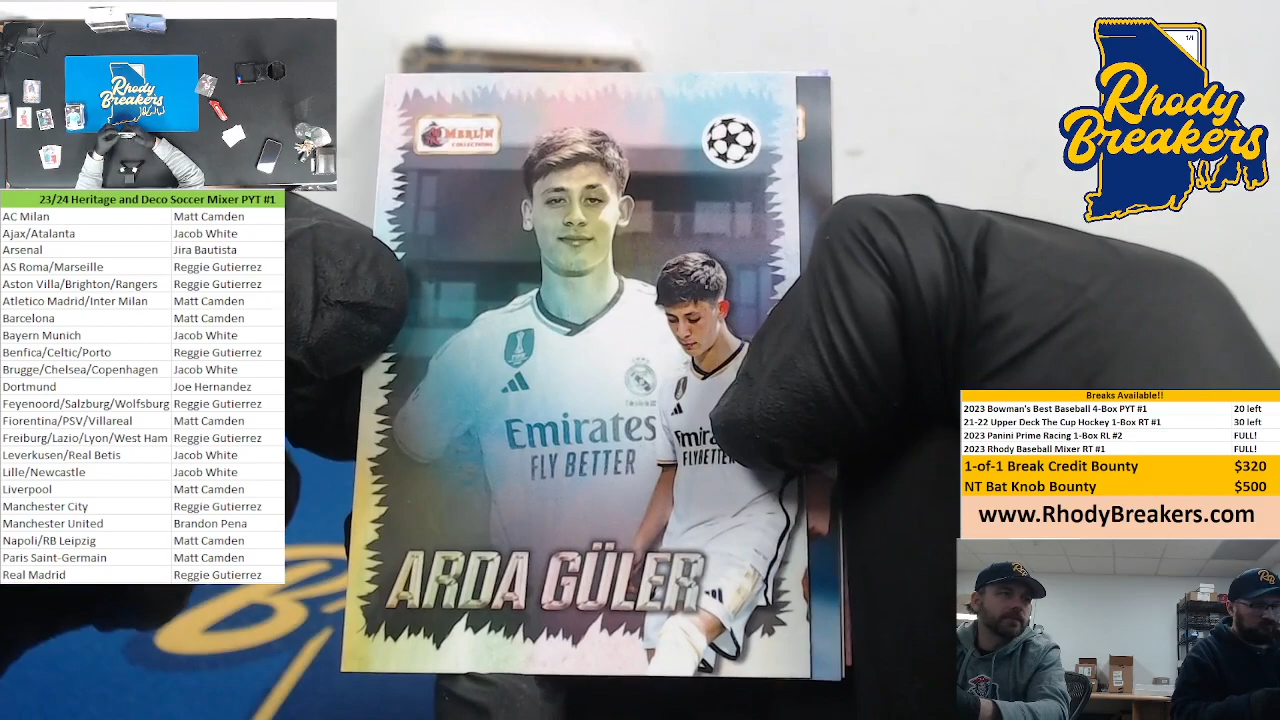 Rhody
Breakers
23/24 Heritage and Deco Soccer Mixer PYT #1
AC Milan Matt Camden
Ajax/Atalanta Jacob White
Arsenal Jira Bautista
AS Roma/Marseille Reggie Gutierrez
Aston Villa/Brighton/Rangers Reggie Gutierrez
Atletico Madrid/Inter Milan Matt Camden
Barcelona Matt Camden
Bayern Munich Jacob White
Benfica/Celtic/Porto Reggie Gutierrez
Brugge/Chelsea/Copenhagen Jacob White
Dortmund Joe Hernandez
Feyenoord/Salzburg/Wolfsburg Reggie Gutierrez
Fiorentina/PSV/Villareal Matt Camden
Freiburg/Lazio/Lyon/West Ham Reggie Gutierrez
Leverkusen/Real Betis Jacob White
Lille/Newcastle Jacob White
Liverpool Matt Camden
Manchester City Reggie Gutierrez
Manchester United Brandon Pena
Napoli/RB Leipzig Matt Camden
Paris Saint-Germain Matt Camden
Real Madrid Reggie Gutierrez
MERLIN
COLLECTIONS
Emirates
FLY BETTER
ARDA GÜLER
1/1
Rhody
Breakers
Breaks Available!!
2023 Bowman's Best Baseball 4-Box PYT #1 20 left
21-22 Upper Deck The Cup Hockey 1-Box RT #1 30 left
2023 Panini Prime Racing 1-Box RL #2 FULL!
2023 Rhody Baseball Mixer RT #1 FULL!
1-of-1 Break Credit Bounty $320
NT Bat Knob Bounty $500
www.RhodyBreakers.com
RB
RB